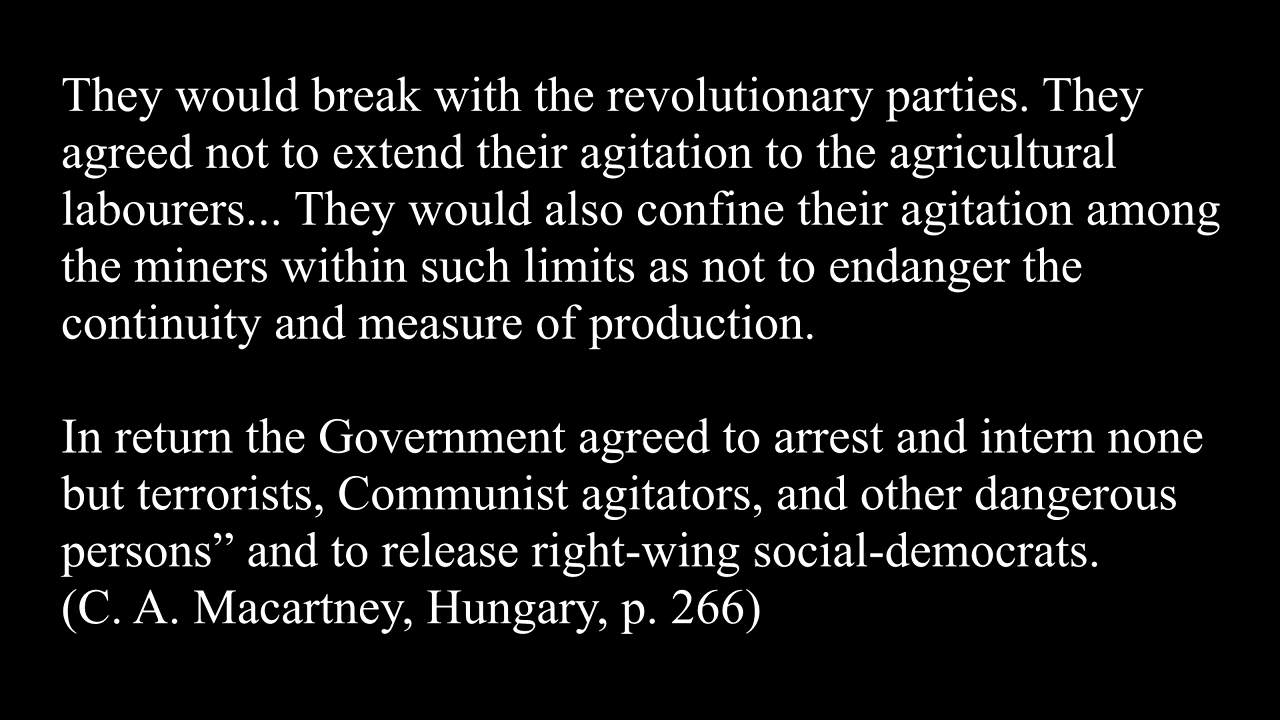 They would break with the revolutionary parties. They
agreed not to extend their agitation to the agricultural
labourers... They would also confine their agitation among
the miners within such limits as not to endanger the
continuity and measure of production.
In return the Government agreed to arrest and intern none
but terrorists, Communist agitators, and other dangerous
persons” and to release right-wing social-democrats.
(C. A. Macartney, Hungary, p. 266)